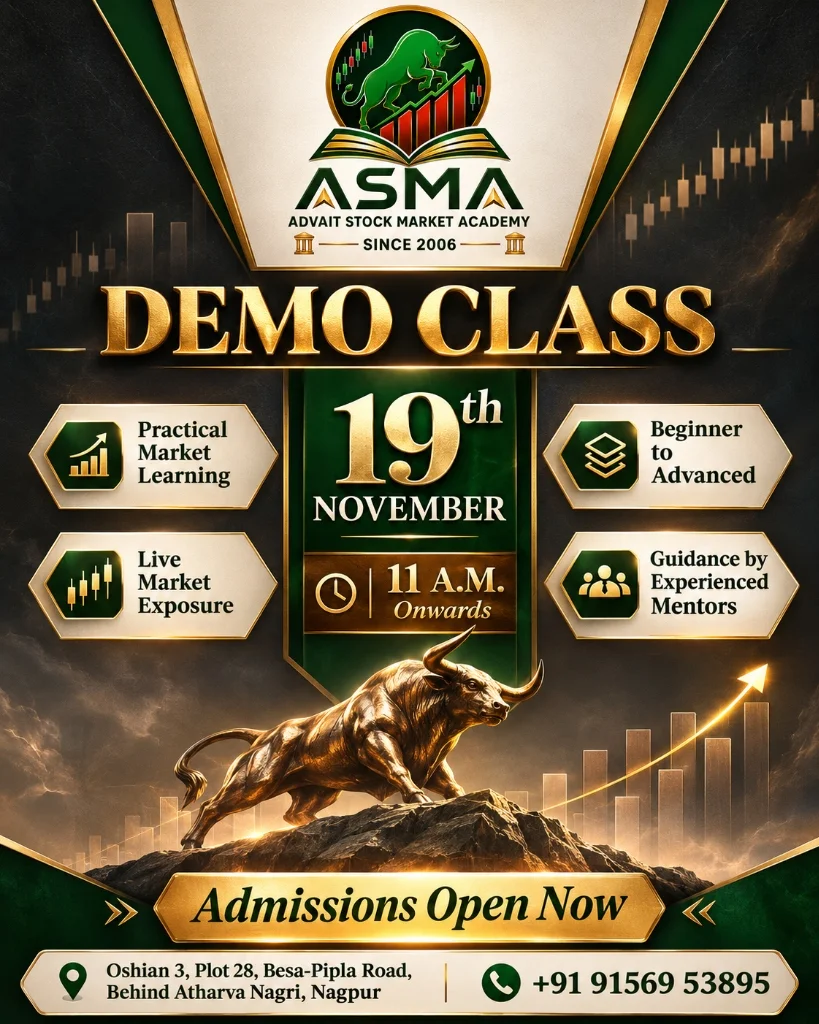 ASMA
ADVAIT STOCK MARKET ACADEMY
SINCE 2006
DEMO CLASS
19th
NOVEMBER
11 A.M.
Onwards
Practical
Market
Learning
Live
Market
Exposure
Beginner
to
Advanced
Guidance by
Experienced
Mentors
Admissions Open Now
Oshian 3, Plot 28, Besa-Pipla Road,
Behind Atharva Nagri, Nagpur
+91 91569 53895